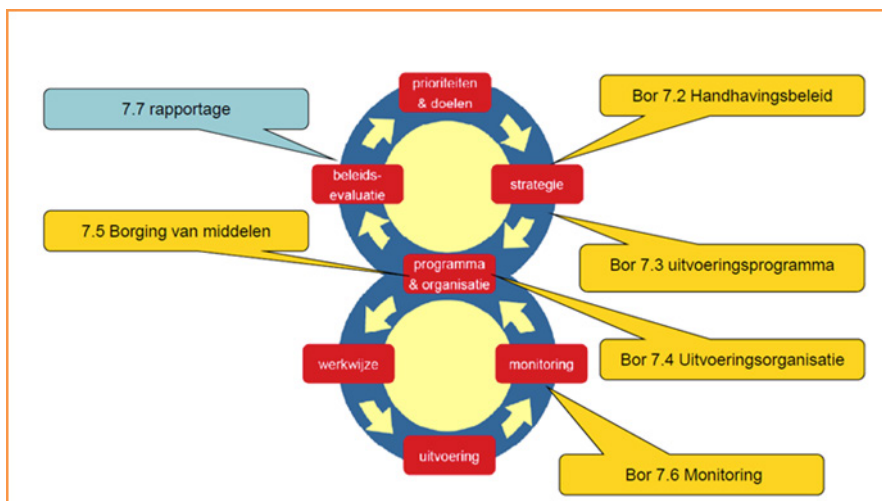 prioriteiten
& doelen
7.7 rapportage
Bor 7.2 Handhavingsbeleid
beleids-
evaluatie
strategie
7.5 Borging van middelen
programma
& organisatie
Bor 7.3 uitvoeringsprogramma
werkwijze
monitoring
Bor 7.4 Uitvoeringsorganisatie
uitvoering
Bor 7.6 Monitoring